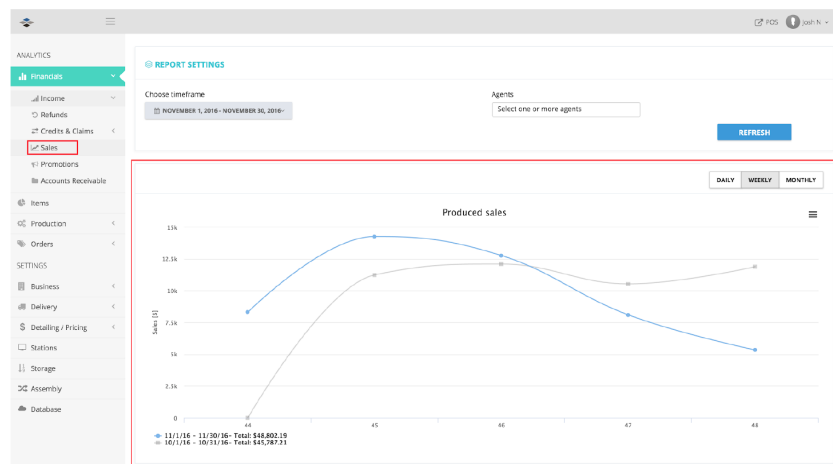 POS
Josh N
ANALYTICS
Financials
Income
Refunds
Credits & Claims
Sales
Promotions
Accounts Receivable
Items
Production
Orders
SETTINGS
Business
Delivery
Detailing / Pricing
Stations
Storage
Assembly
Database
REPORT SETTINGS
Choose timeframe
NOVEMBER 1, 2016 - NOVEMBER 30, 2016
Agents
Select one or more agents
REFRESH
DAILY WEEKLY MONTHLY
Produced sales
Sales [$]
15k
12.5k
10k
7.5k
5k
2.5k
0
44 45 46 47 48
11/1/16 - 11/30/16- Total: $48,802.19
10/1/16 - 10/31/16- Total: $45,787.21